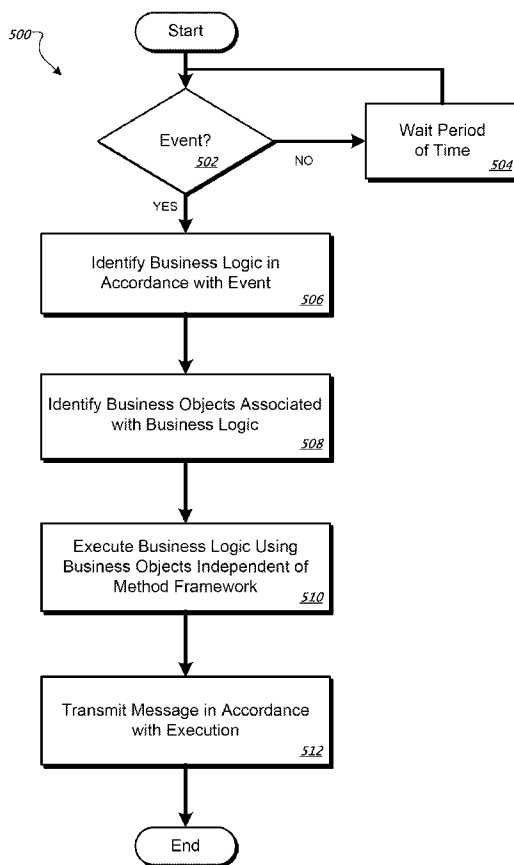 500
Start
Event?
502
NO
YES
Wait Period
of Time
504
Identify Business Logic in
Accordance with Event
506
Identify Business Objects Associated
with Business Logic
508
Execute Business Logic Using
Business Objects Independent of
Method Framework
510
Transmit Message in Accordance
with Execution
512
End